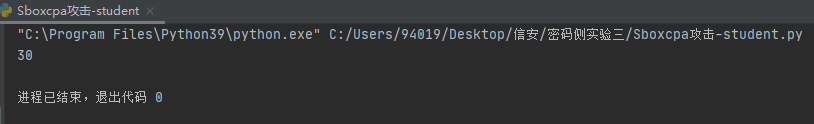 Sboxcpa攻击-student ×
"C:\Program Files\Python39\python.exe" C:/Users/94019/Desktop/信安/密码侧实验三/Sboxcpa攻击-student.py
30
进程已结束，退出代码 0